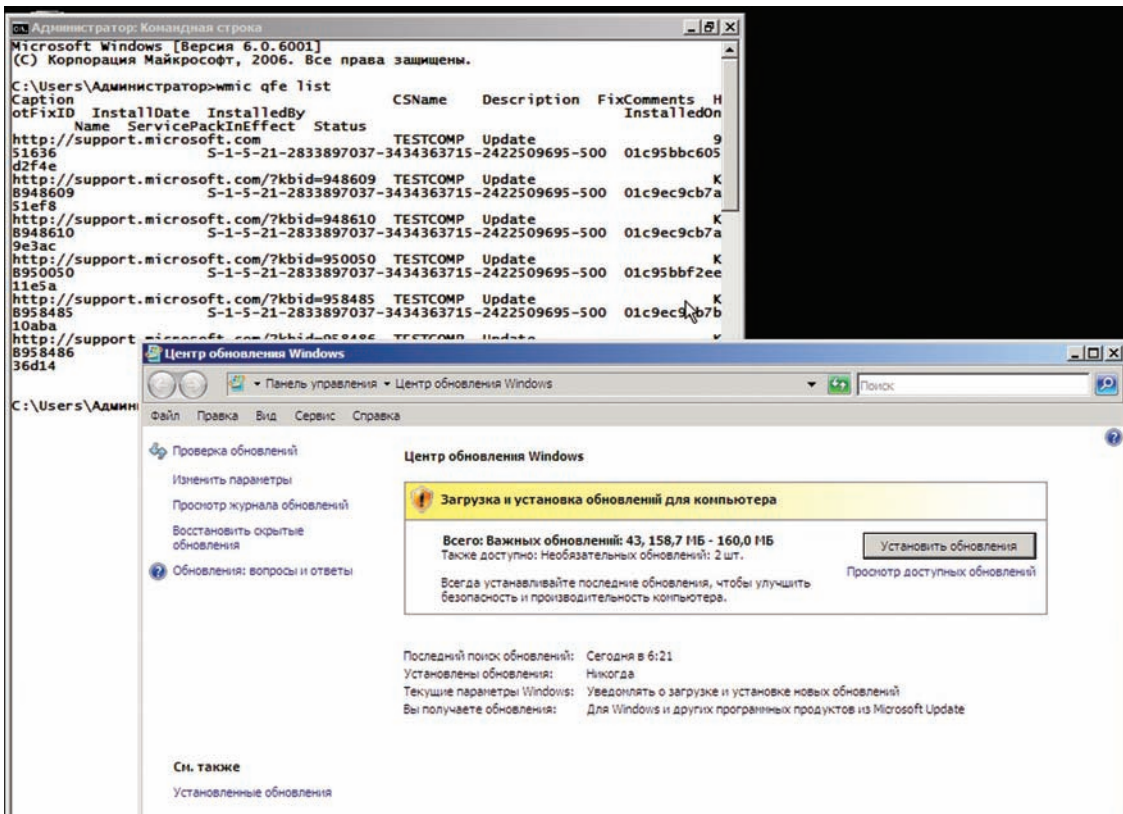 Администратор: Командная строка
Microsoft Windows [Версия 6.0.6001]
(C) Корпорация Майкрософт, 2006. Все права защищены.
C:\Users\Администратор>wmic qfe list
Caption CSName Description FixComments H
otFixID InstallDate InstalledBy InstalledOn
Name ServicePackInEffect Status
http://support.microsoft.com TESTCOMP Update 9
51636 S-1-5-21-2833897037-3434363715-2422509695-500 01c95bbc605
d2f4e
http://support.microsoft.com/?kbid=948609 TESTCOMP Update K
B948609 S-1-5-21-2833897037-3434363715-2422509695-500 01c9ec9cb7a
51ef8
http://support.microsoft.com/?kbid=948610 TESTCOMP Update K
B948610 S-1-5-21-2833897037-3434363715-2422509695-500 01c9ec9cb7a
9e3ac
http://support.microsoft.com/?kbid=950050 TESTCOMP Update K
B950050 S-1-5-21-2833897037-3434363715-2422509695-500 01c95bbf2ee
11e5a
http://support.microsoft.com/?kbid=958485 TESTCOMP Update K
B958485 S-1-5-21-2833897037-3434363715-2422509695-500
10aba
http://support.microsoft.com/?kbid=958486 TESTCOMP Update K
B958486
36d14
C:\Users\Админи
Центр обновления Windows
Панель управления Центр обновления Windows Поиск
Файл Правка Вид Сервис Справка
Проверка обновлений
Изменить параметры
Просмотр журнала обновлений
Восстановить скрытые
обновления
Обновления: вопросы и ответы
Центр обновления Windows
Загрузка и установка обновлений для компьютера
Всего: Важных обновлений: 43, 158,7 МБ - 160,0 МБ
Также доступно: Необязательных обновлений: 2 шт.
Установить обновления
Просмотр доступных обновлений
Всегда устанавливайте последние обновления, чтобы улучшить
безопасность и производительность компьютера.
Последний поиск обновлений: Сегодня в 6:21
Установлены обновления: Никогда
Текущие параметры Windows: Уведомлять о загрузке и установке новых обновлений
Вы получаете обновления: Для Windows и других программных продуктов из Microsoft Update
См. также
Установленные обновления